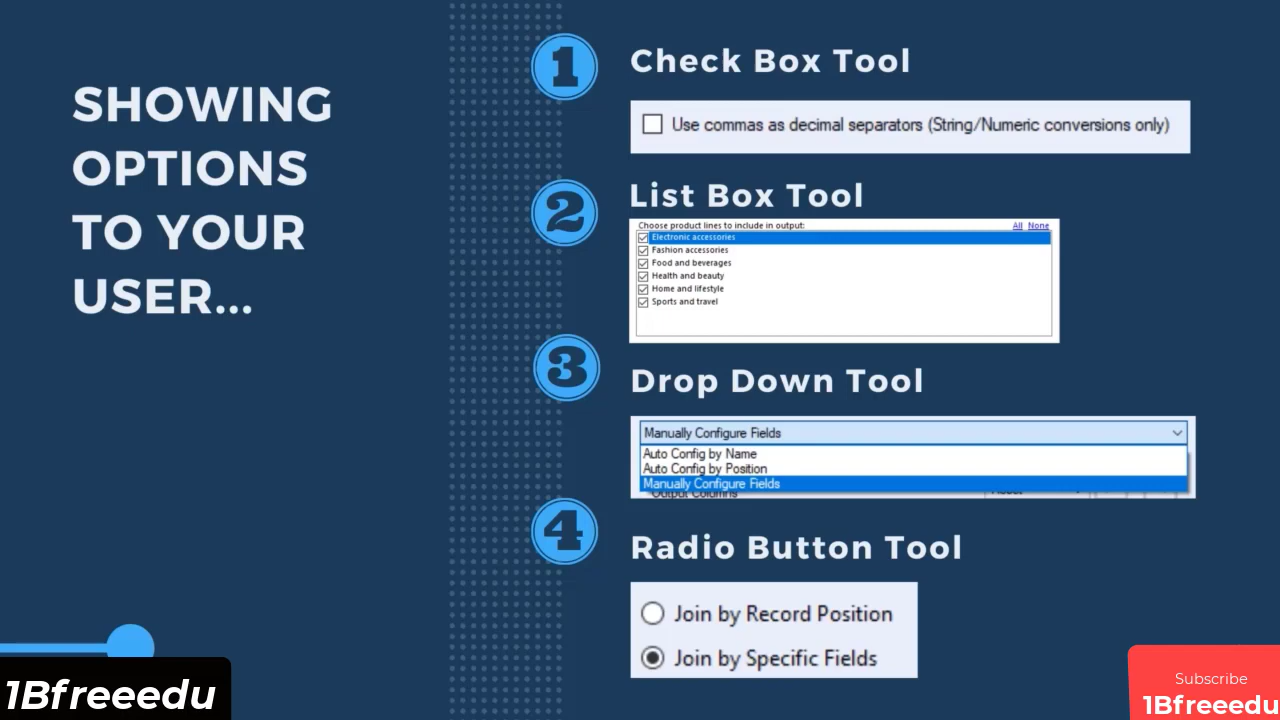 SHOWING
OPTIONS
TO YOUR
USER...
1
Check Box Tool
Use commas as decimal separators (String/Numeric conversions only)
2
List Box Tool
Choose product lines to include in output: All None
Electronic accessories
Fashion accessories
Food and beverages
Health and beauty
Home and lifestyle
Sports and travel
3
Drop Down Tool
Manually Configure Fields
Auto Config by Name
Auto Config by Position
Manually Configure Fields
Output Columns
4
Radio Button Tool
Join by Record Position
Join by Specific Fields
1Bfreeedu
Subscribe
1Bfreeedu